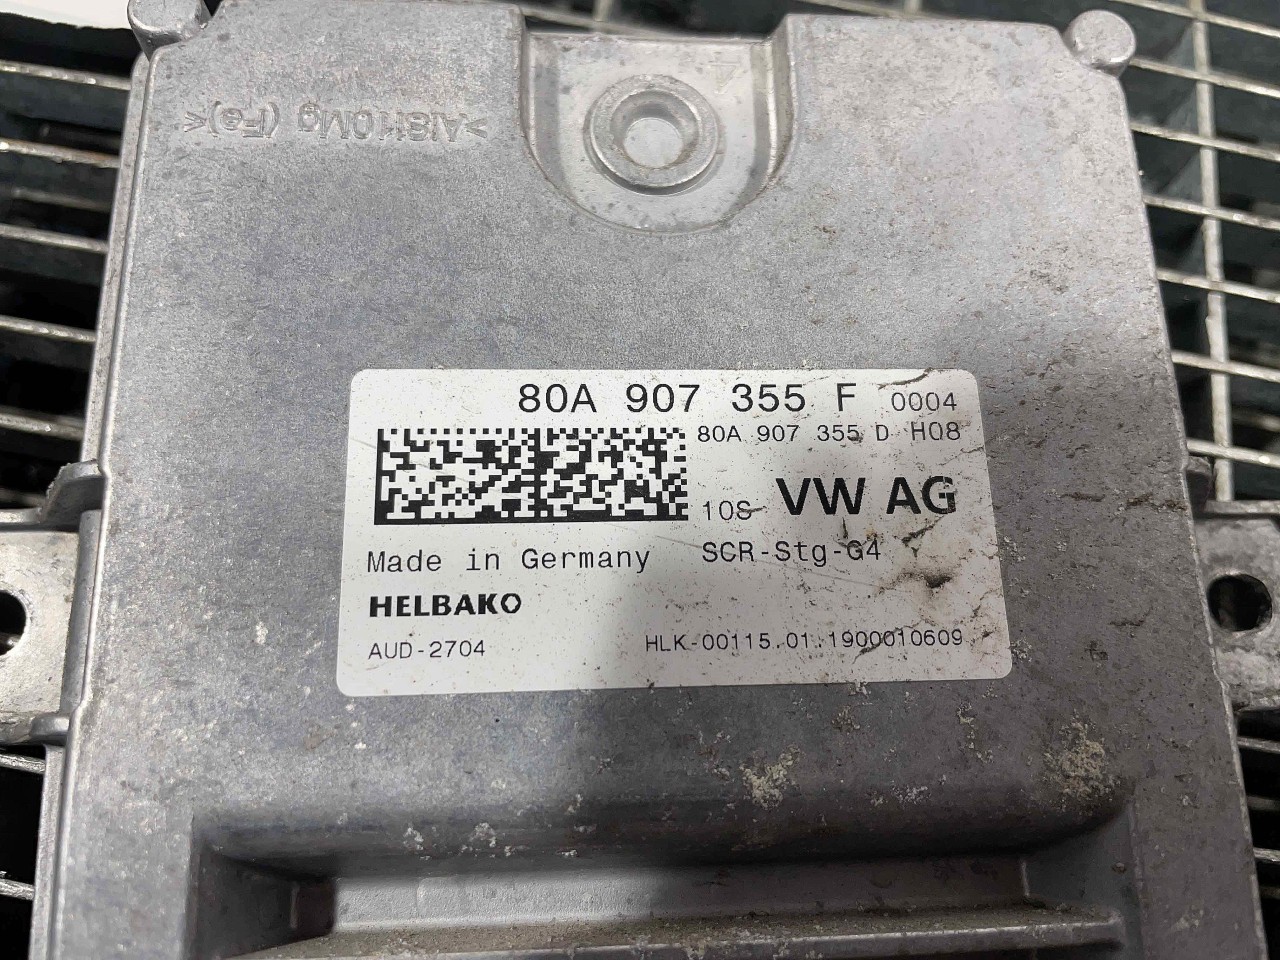 >AlSi10Mg (Fe)<
80A 907 355 F 0004
80A 907 355 D H08
10S VW AG
Made in Germany SCR-Stg-G4
HELBAKO
AUD-2704 HLK-00115.01.1900010609